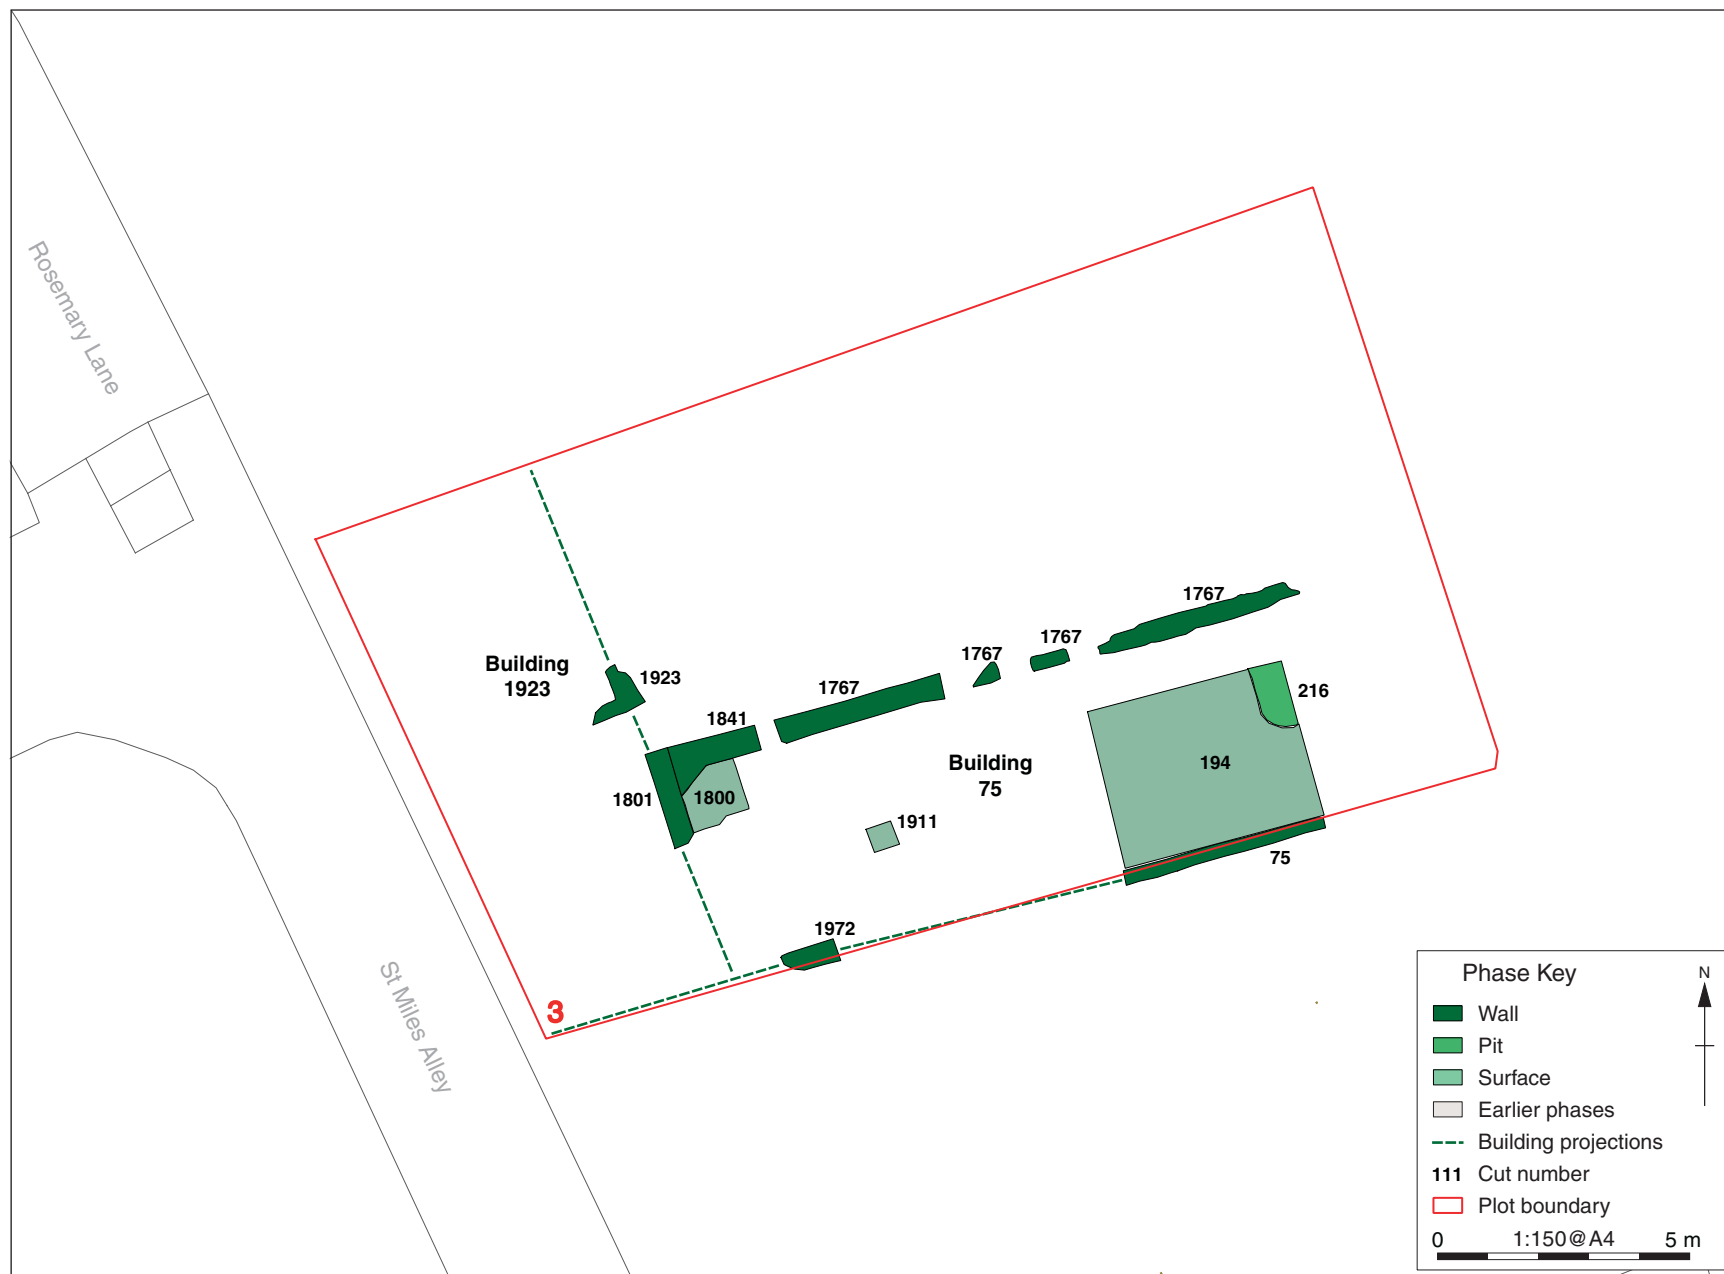 Rosemary Lane
1767
1767
1767
Building
1923
1923
1767
216
1841
Building
75
194
1801
1800
1911
75
1972
3
St Miles Alley
Phase Key
N
Wall
Pit
Surface
Earlier phases
Building projections
111 Cut number
Plot boundary
0 1:150@A4 5 m